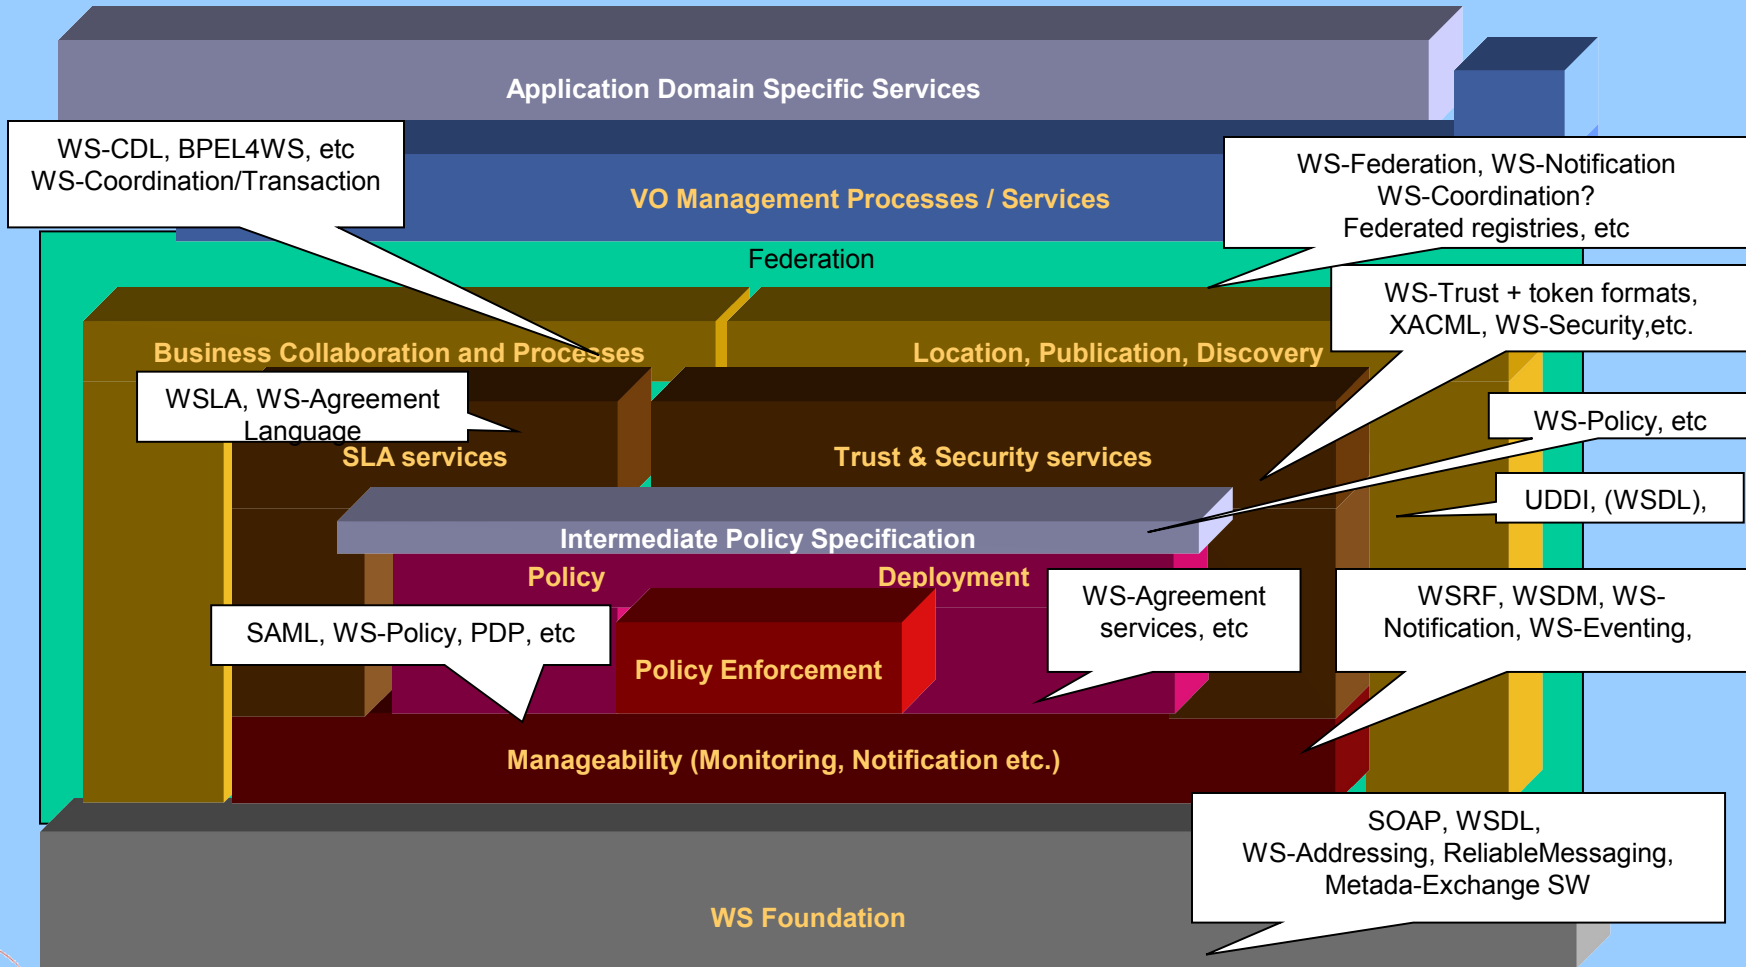 Application Domain Specific Services
WS-CDL, BPEL4WS, etc
WS-Coordination/Transaction
VO Management Processes / Services
WS-Federation, WS-Notification
WS-Coordination?
Federated registries, etc
Federation
WS-Trust + token formats,
XACML, WS-Security,etc.
Business Collaboration and Processes
Location, Publication, Discovery
WSLA, WS-Agreement
Language
WS-Policy, etc
SLA services
Trust & Security services
UDDI, (WSDL),
Intermediate Policy Specification
Policy
Deployment
WS-Agreement
services, etc
WSRF, WSDM, WS-
Notification, WS-Eventing,
SAML, WS-Policy, PDP, etc
Policy Enforcement
Manageability (Monitoring, Notification etc.)
SOAP, WSDL,
WS-Addressing, ReliableMessaging,
Metada-Exchange SW
WS Foundation